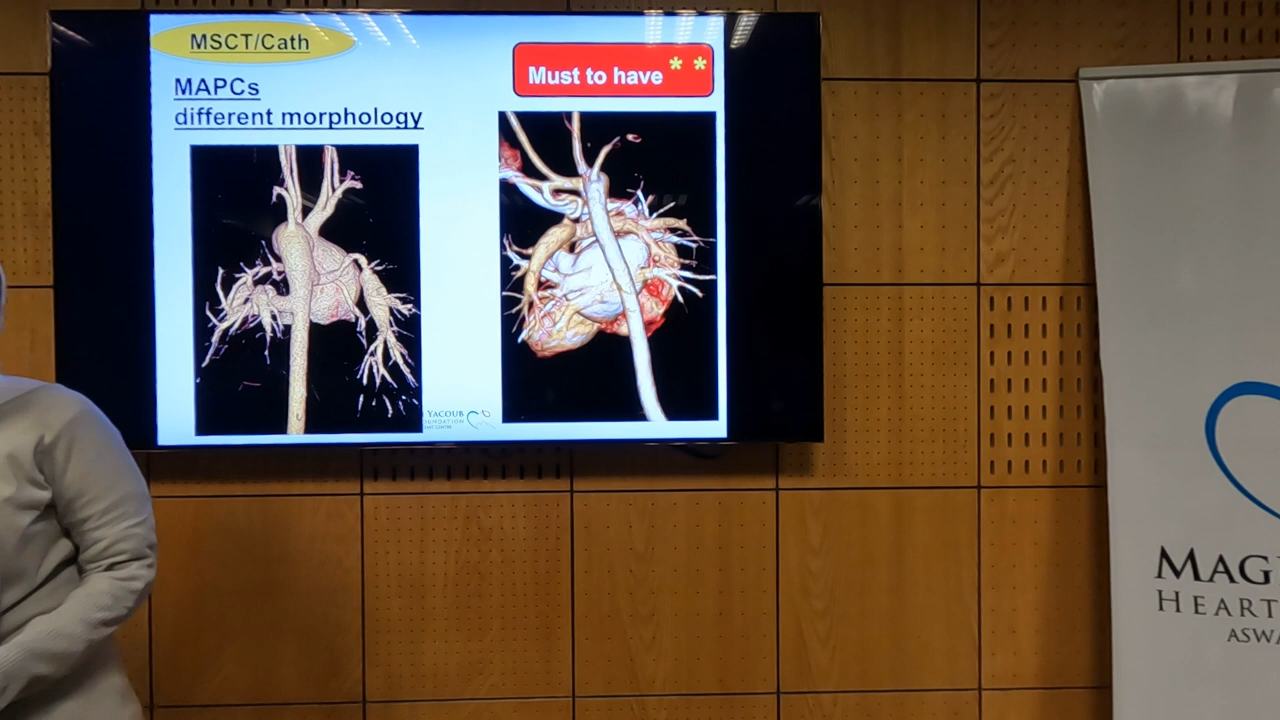 MSCT/Cath
MAPCs
different morphology
Must to have * *
YACOUB
MAG
HEART
ASWA